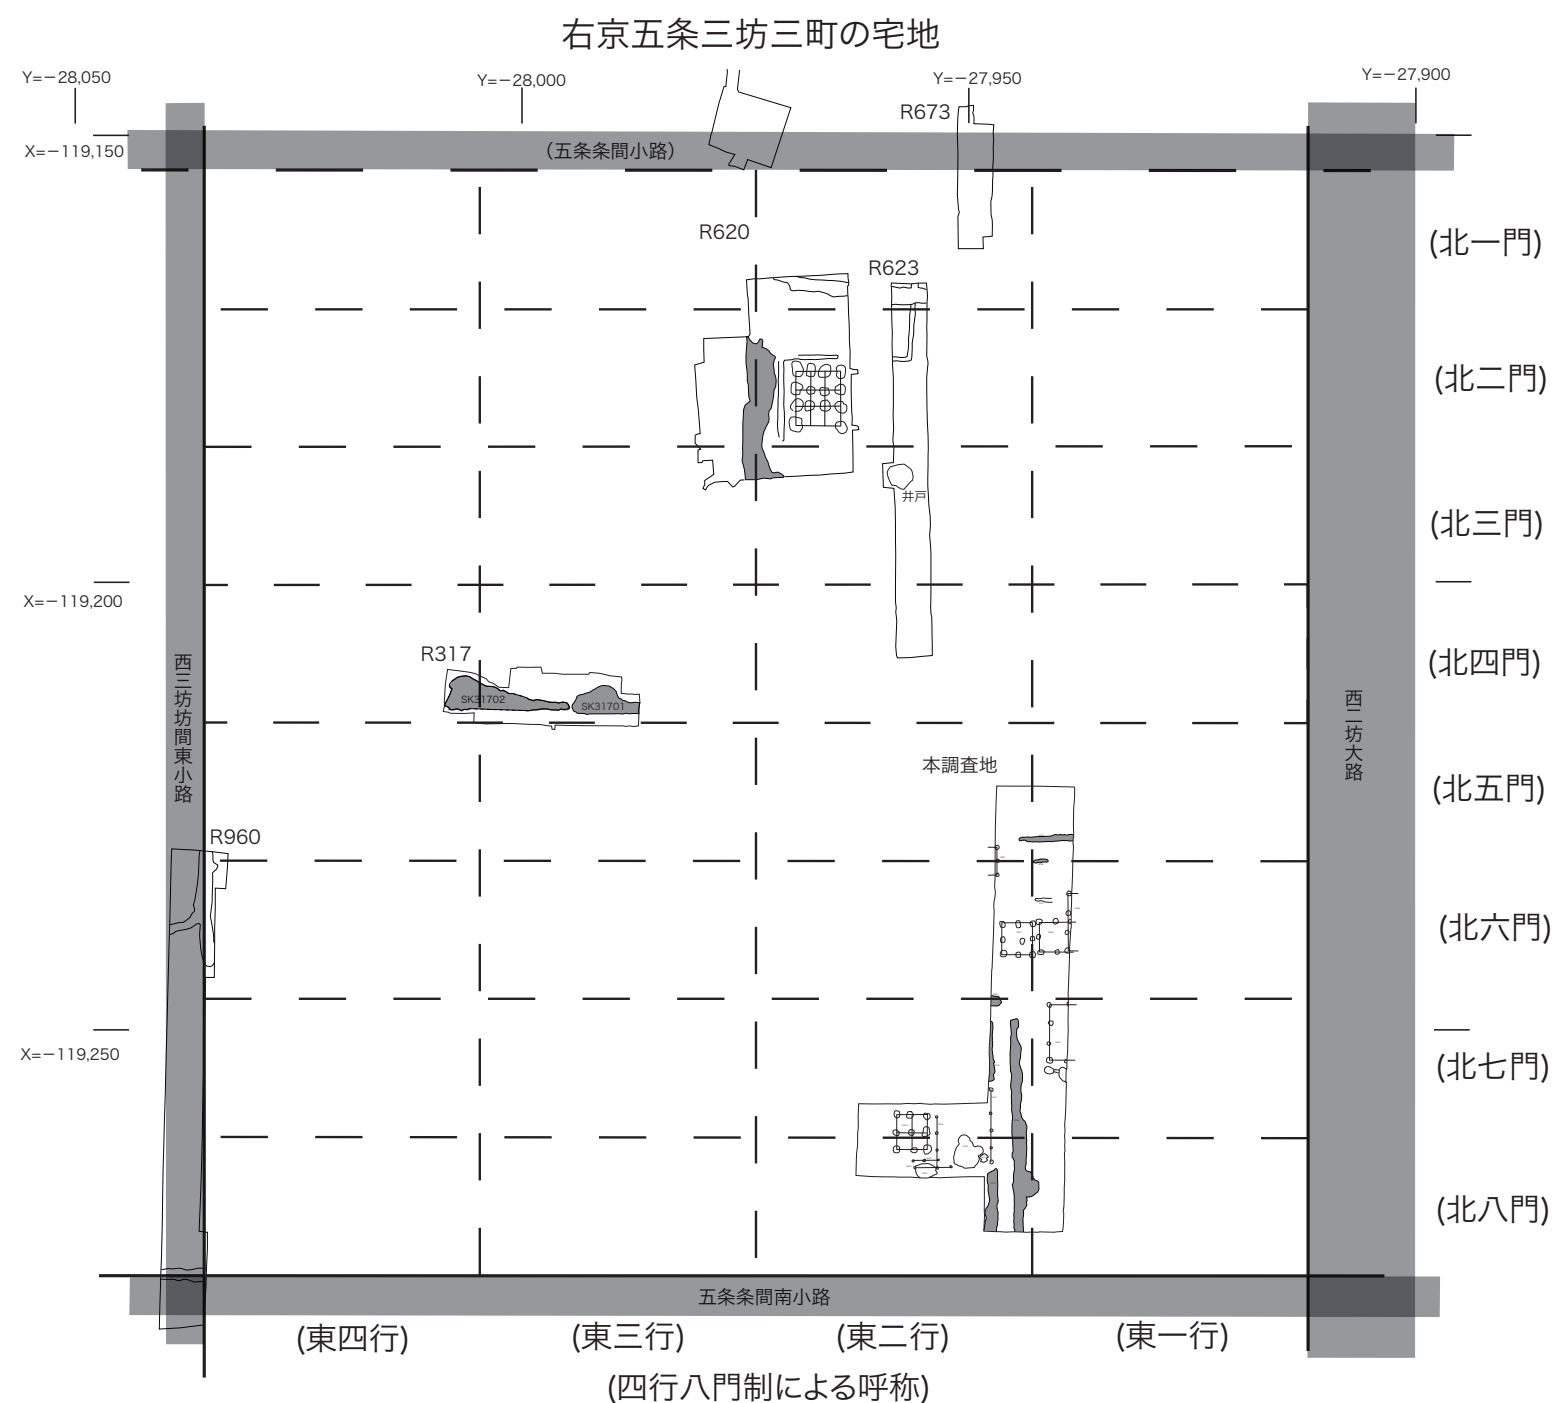 右京五条三坊三町の宅地
Y=−28,050
Y=−28,000
Y=−27,950
Y=−27,900
R673
X=−119,150
(五条条間小路)
R620
(北一門)
R623
(北二門)
井戸
(北三門)
X=−119,200
R317
SK31702
SK31701
(北四門)
西三坊坊間東小路
西二坊大路
本調査地
(北五門)
R960
(北六門)
X=−119,250
(北七門)
(北八門)
五条条間南小路
(東四行)
(東三行)
(東二行)
(東一行)
(四行八門制による呼称)